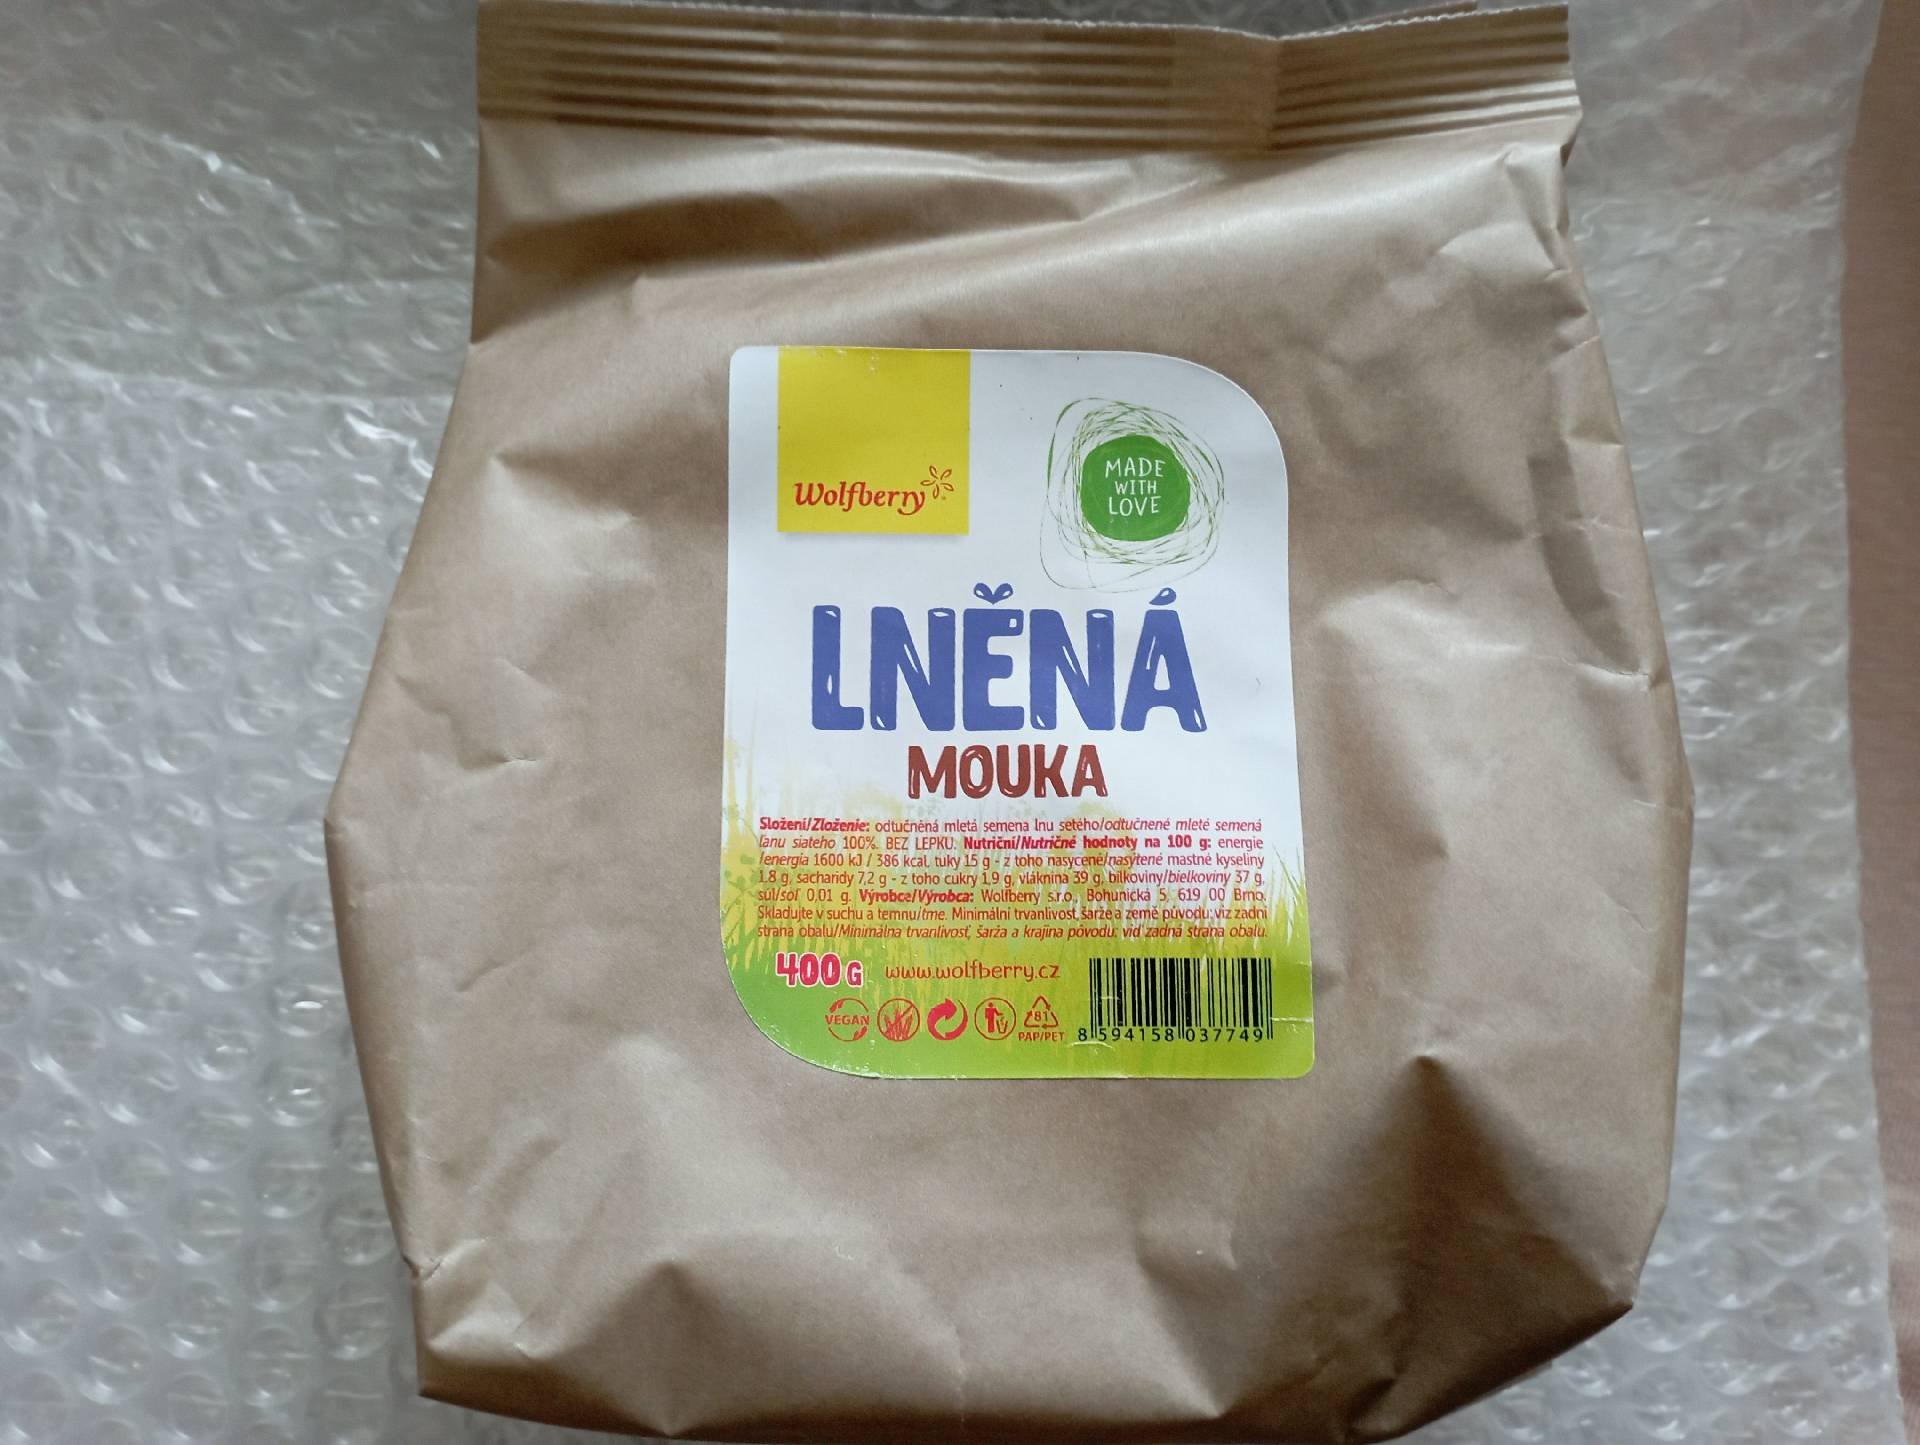 Wolfberry
MADE
WITH
LOVE
LNĚNÁ
MOUKA
Složení/Zloženie: odtučněná mletá semena lnu setého/odtučnené mleté semená
ľanu siateho 100%. BEZ LEPKU. Nutriční/Nutričné hodnoty na 100 g: energie
/energia 1600 kJ / 386 kcal, tuky 15 g - z toho nasycené/nasýtené mastné kyseliny
1.8 g, sacharidy 7,2 g - z toho cukry 1,9 g, vláknina 39 g, bílkoviny/bielkoviny 37 g,
sůl/soľ 0,01 g. Výrobce/Výrobca: Wolfberry s.r.o., Bohunická 5, 619 00 Brno.
Skladujte v suchu a temnu/tme. Minimální trvanlivost, šarže a země původu: viz zadní
strana obalu/Minimálna trvanlivosť, šarža a krajina pôvodu: viď zadná strana obalu.
400 G www.wolfberry.cz
VEGAN
81
PAP/PET
8 594158 037749